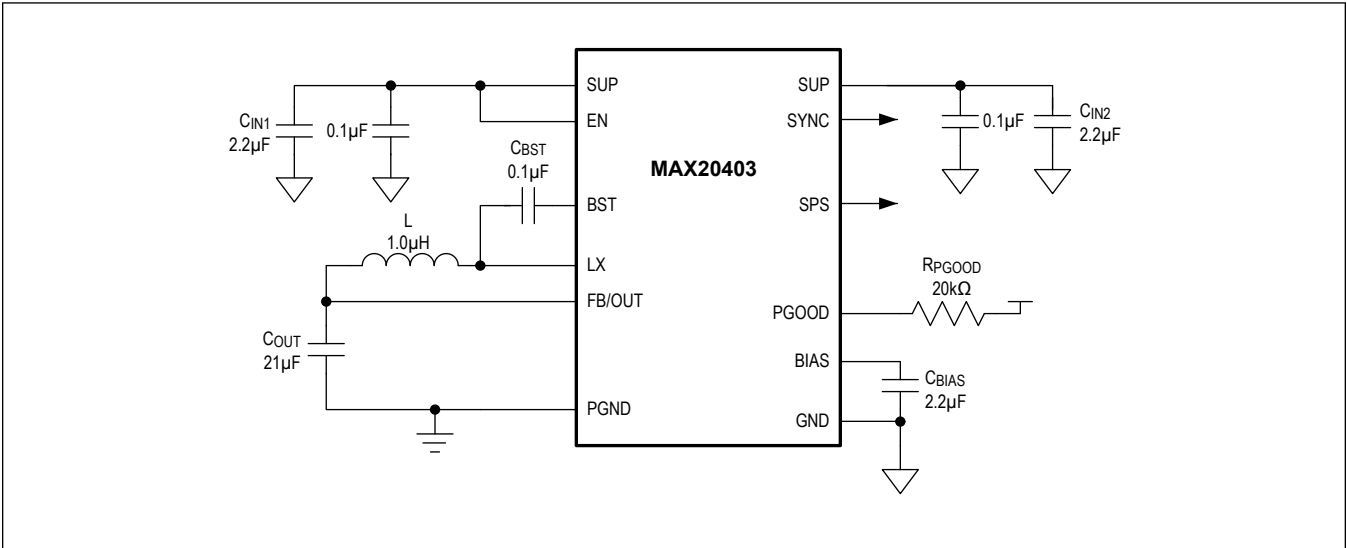 SUP
EN
BST
LX
FB/OUT
PGND
MAX20403
SUP
SYNC
SPS
PGOOD
BIAS
GND
CIN1
2.2µF
0.1µF
CBST
0.1µF
L
1.0µH
COUT
21µF
0.1µF
CIN2
2.2µF
RPGOOD
20kΩ
CBIAS
2.2µF